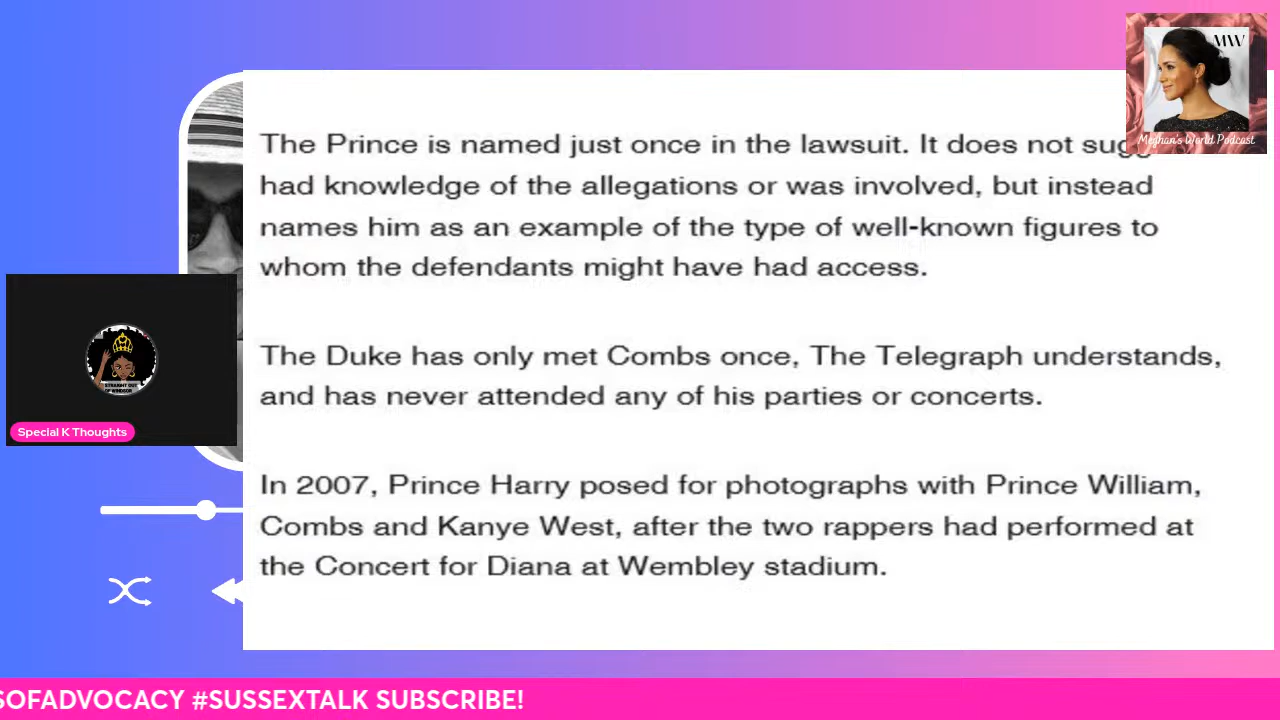 MW
Meghan's World Podcast
The Prince is named just once in the lawsuit. It does not
had knowledge of the allegations or was involved, but instead
names him as an example of the type of well-known figures to
whom the defendants might have had access.
The Duke has only met Combs once, The Telegraph understands,
and has never attended any of his parties or concerts.
In 2007, Prince Harry posed for photographs with Prince William,
Combs and Kanye West, after the two rappers had performed at
the Concert for Diana at Wembley stadium.
STRAIGHT OUT
OF WINDSOR
Special K Thoughts
SOFADVOCACY #SUSSEXTALK SUBSCRIBE!